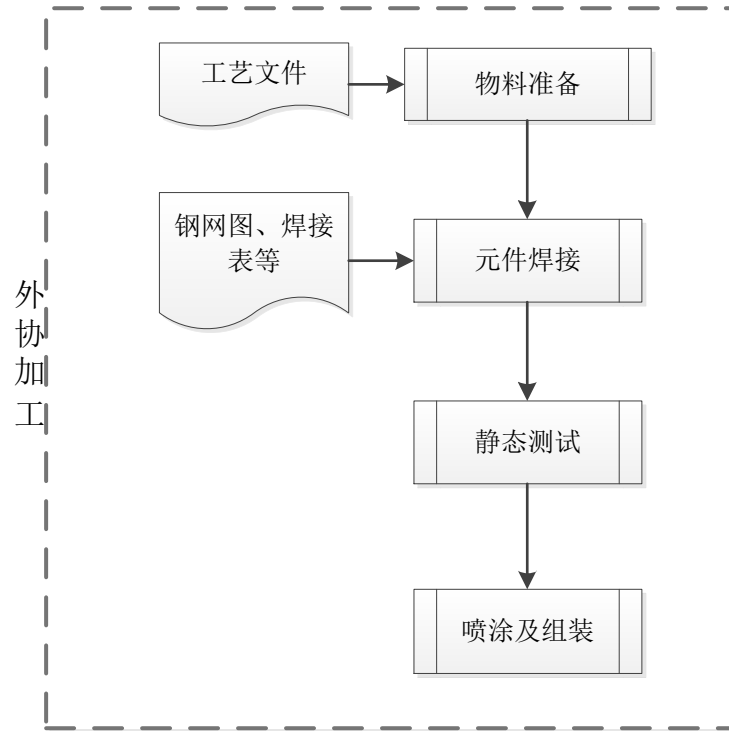 工艺文件
物料准备
钢网图、焊接
表等
元件焊接
外
协
加
工
静态测试
喷涂及组装